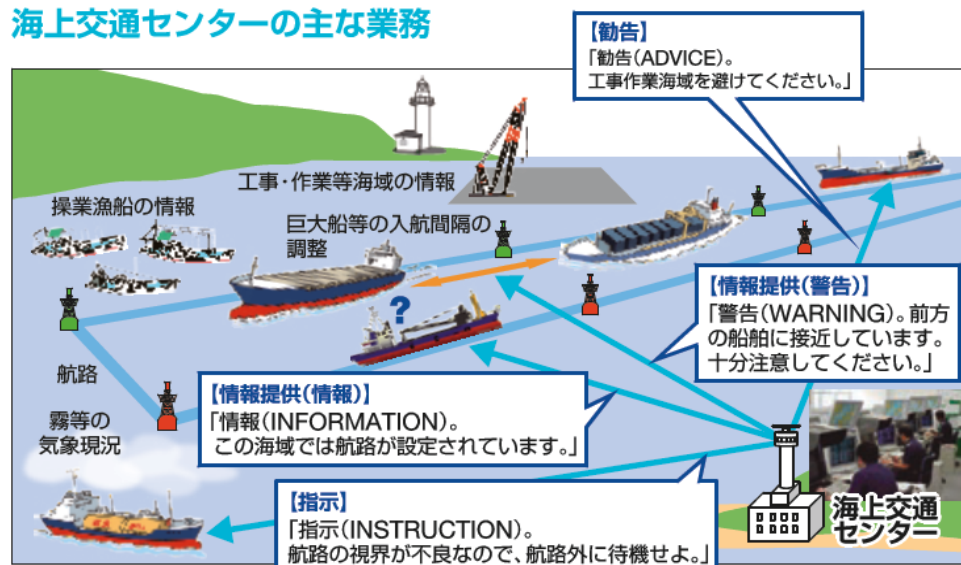 海上交通センターの主な業務
【勧告】
「勧告(ADVICE)。
工事作業海域を避けてください。」
工事・作業等海域の情報
操業漁船の情報
巨大船等の入航間隔の
調整
?
【情報提供(警告)】
「警告(WARNING)。前方
の船舶に接近しています。
十分注意してください。」
航路
【情報提供(情報)】
「情報(INFORMATION)。
この海域では航路が設定されています。」
霧等の
気象現況
【指示】
「指示(INSTRUCTION)。
航路の視界が不良なので、航路外に待機せよ。」
海上交通
センター